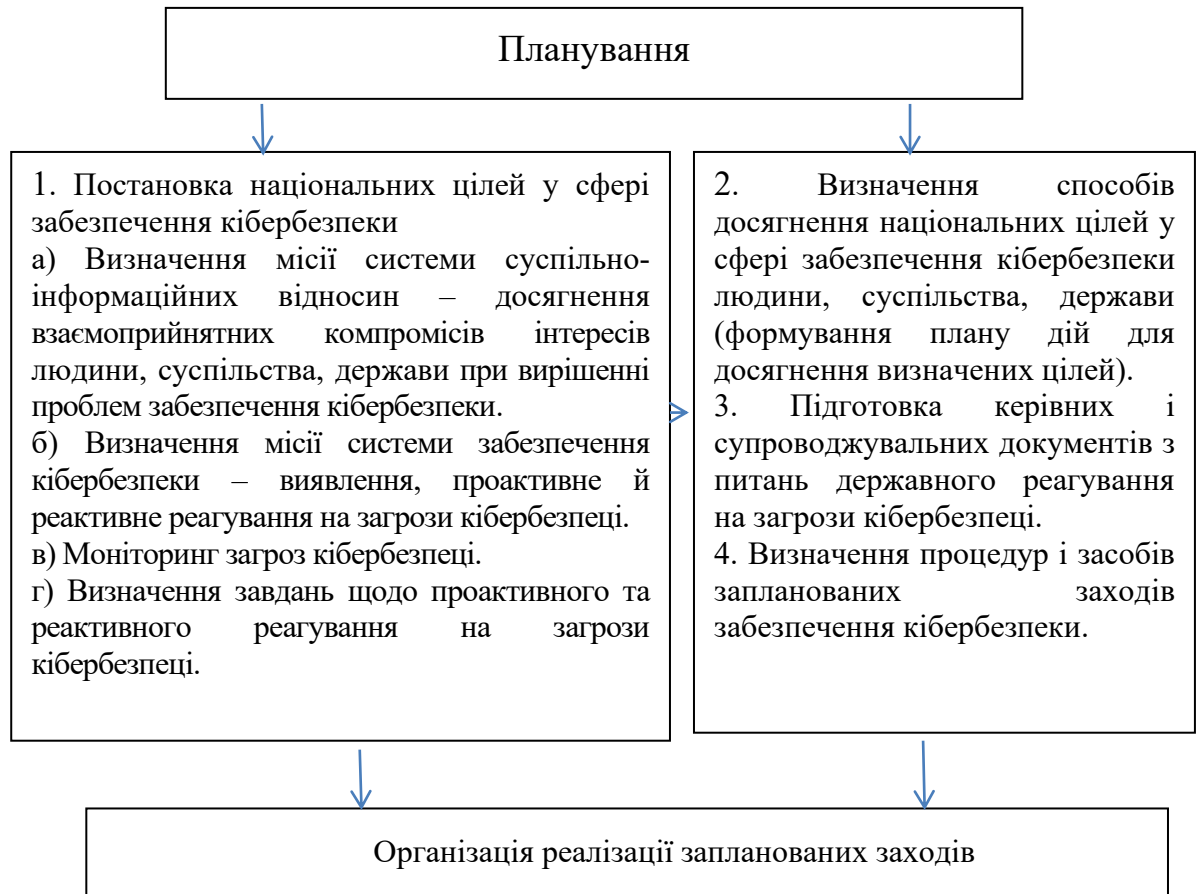 Планування
1. Постановка національних цілей у сфері
забезпечення кібербезпеки
а) Визначення місії системи суспільно-
інформаційних відносин – досягнення
взаємоприйнятних компромісів інтересів
людини, суспільства, держави при вирішенні
проблем забезпечення кібербезпеки.
б) Визначення місії системи забезпечення
кібербезпеки – виявлення, проактивне й
реактивне реагування на загрози кібербезпеці.
в) Моніторинг загроз кібербезпеці.
г) Визначення завдань щодо проактивного та
реактивного реагування на загрози
кібербезпеці.
2. Визначення способів
досягнення національних цілей у
сфері забезпечення кібербезпеки
людини, суспільства, держави
(формування плану дій для
досягнення визначених цілей).
3. Підготовка керівних і
супроводжувальних документів з
питань державного реагування
на загрози кібербезпеці.
4. Визначення процедур і засобів
запланованих заходів
забезпечення кібербезпеки.
Організація реалізації запланованих заходів